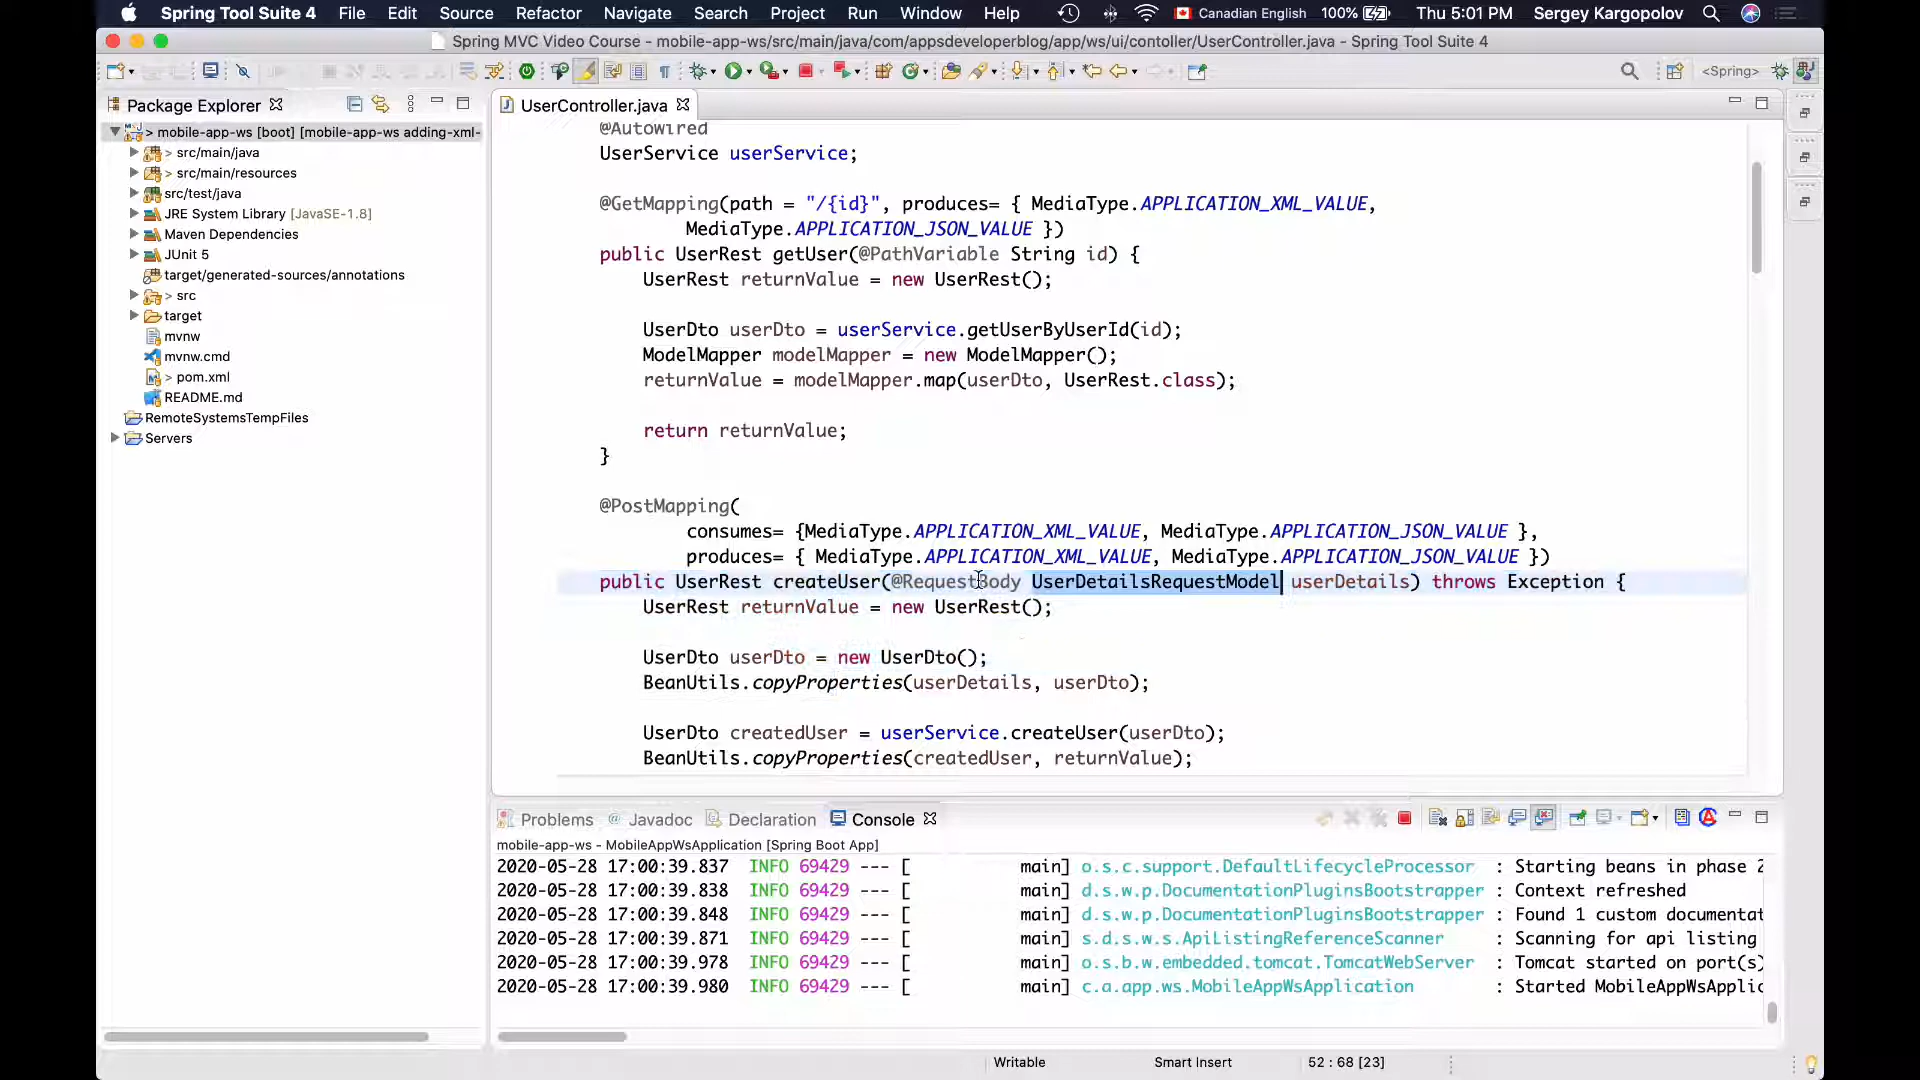 Spring Tool Suite 4 File Edit Source Refactor Navigate Search Project Run Window Help Canadian English 100% Thu 5:01 PM Sergey Kargopolov
Spring MVC Video Course - mobile-app-ws/src/main/java/com/appsdeveloperblog/app/ws/ui/contoller/UserController.java - Spring Tool Suite 4
<Spring>
Package Explorer
> mobile-app-ws [boot] [mobile-app-ws adding-xml-
> src/main/java
> src/main/resources
src/test/java
JRE System Library [JavaSE-1.8]
Maven Dependencies
JUnit 5
target/generated-sources/annotations
> src
target
mvnw
mvnw.cmd
> pom.xml
README.md
RemoteSystemsTempFiles
Servers
UserController.java
@Autowired
UserService userService;
@GetMapping(path = "/{id}", produces= { MediaType.APPLICATION_XML_VALUE,
MediaType.APPLICATION_JSON_VALUE })
public UserRest getUser(@PathVariable String id) {
UserRest returnValue = new UserRest();
UserDto userDto = userService.getUserByUserId(id);
ModelMapper modelMapper = new ModelMapper();
returnValue = modelMapper.map(userDto, UserRest.class);
return returnValue;
}
@PostMapping(
consumes= {MediaType.APPLICATION_XML_VALUE, MediaType.APPLICATION_JSON_VALUE },
produces= { MediaType.APPLICATION_XML_VALUE, MediaType.APPLICATION_JSON_VALUE })
public UserRest createUser(@RequestBody UserDetailsRequestModel userDetails) throws Exception {
UserRest returnValue = new UserRest();
UserDto userDto = new UserDto();
BeanUtils.copyProperties(userDetails, userDto);
UserDto createdUser = userService.createUser(userDto);
BeanUtils.copyProperties(createdUser, returnValue);
Problems @ Javadoc Declaration Console
mobile-app-ws - MobileAppWsApplication [Spring Boot App]
2020-05-28 17:00:39.837 INFO 69429 --- [ main] o.s.c.support.DefaultLifecycleProcessor : Starting beans in phase 2
2020-05-28 17:00:39.838 INFO 69429 --- [ main] d.s.w.p.DocumentationPluginsBootstrapper : Context refreshed
2020-05-28 17:00:39.848 INFO 69429 --- [ main] d.s.w.p.DocumentationPluginsBootstrapper : Found 1 custom documentat
2020-05-28 17:00:39.871 INFO 69429 --- [ main] s.d.s.w.s.ApiListingReferenceScanner : Scanning for api listing
2020-05-28 17:00:39.978 INFO 69429 --- [ main] o.s.b.w.embedded.tomcat.TomcatWebServer : Tomcat started on port(s)
2020-05-28 17:00:39.980 INFO 69429 --- [ main] c.a.app.ws.MobileAppWsApplication : Started MobileAppWsApplic
Writable Smart Insert 52 : 68 [23]